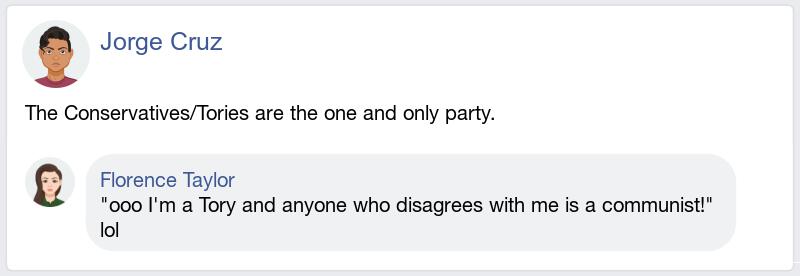 Jorge Cruz
The Conservatives/Tories are the one and only party.
Florence Taylor
"ooo I'm a Tory and anyone who disagrees with me is a communist!"
lol